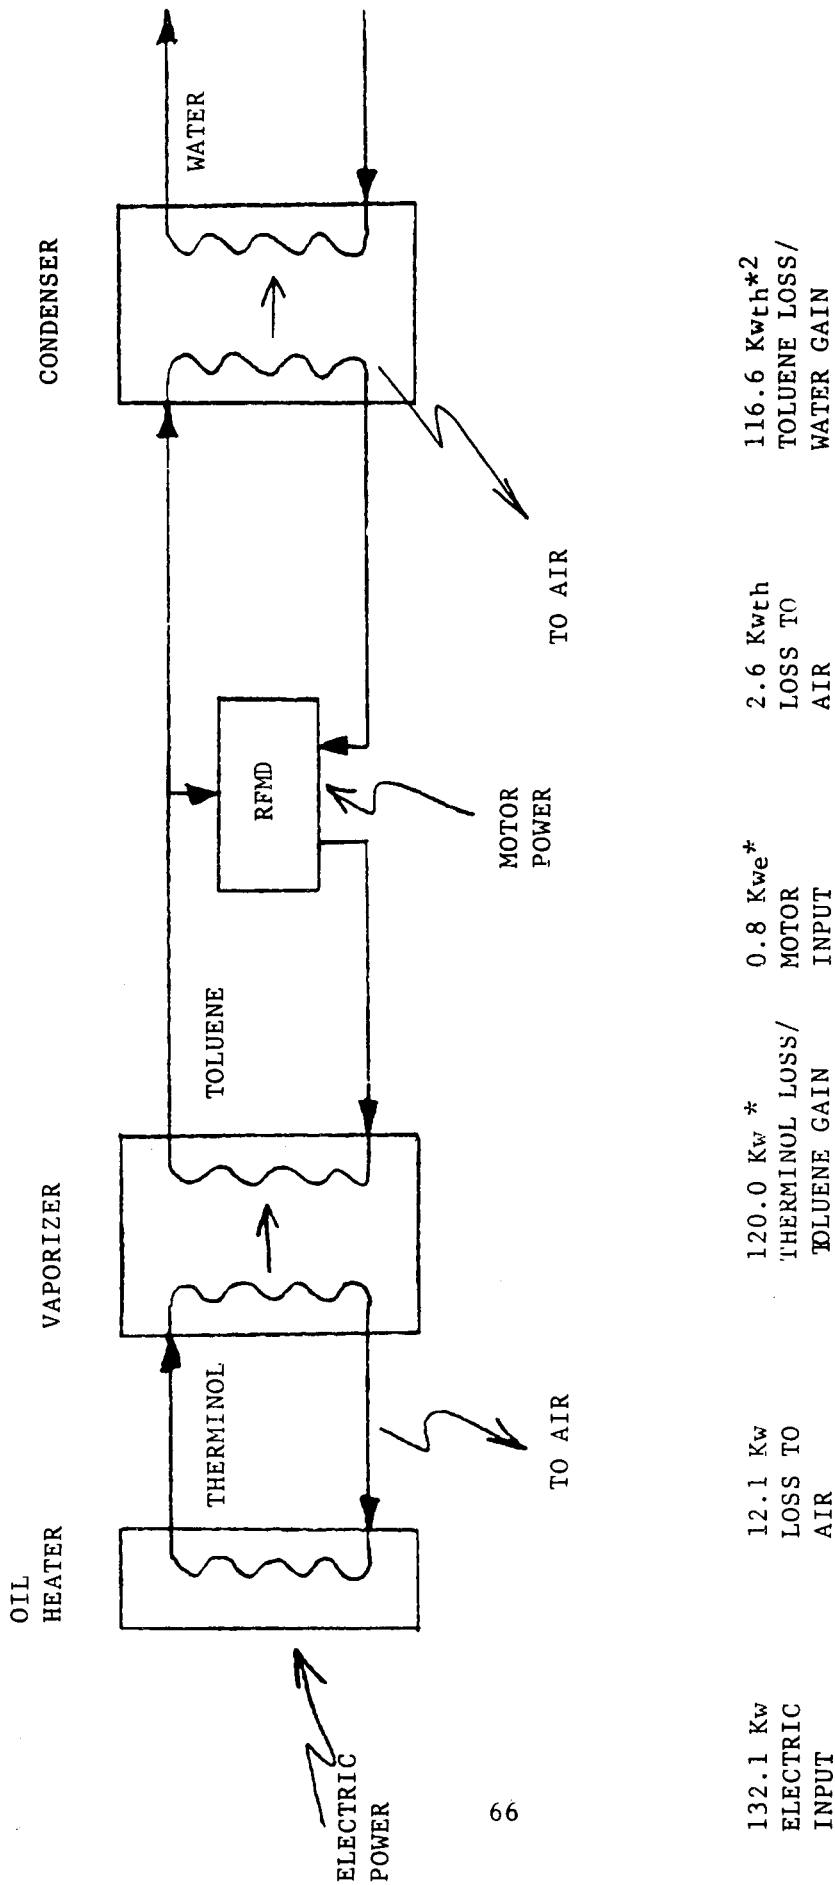 OIL
HEATER
VAPORIZER
CONDENSER
THERMINOL
TOLUENE
WATER
RFMD
ELECTRIC
POWER
TO AIR
MOTOR
POWER
TO AIR
66
132.1 Kw
ELECTRIC
INPUT
12.1 Kw
LOSS TO
AIR
120.0 Kw *
THERMINOL LOSS/
TOLUENE GAIN
0.8 Kwe*
MOTOR
INPUT
2.6 Kwth
LOSS TO
AIR
116.6 Kwth*2
TOLUENE LOSS/
WATER GAIN